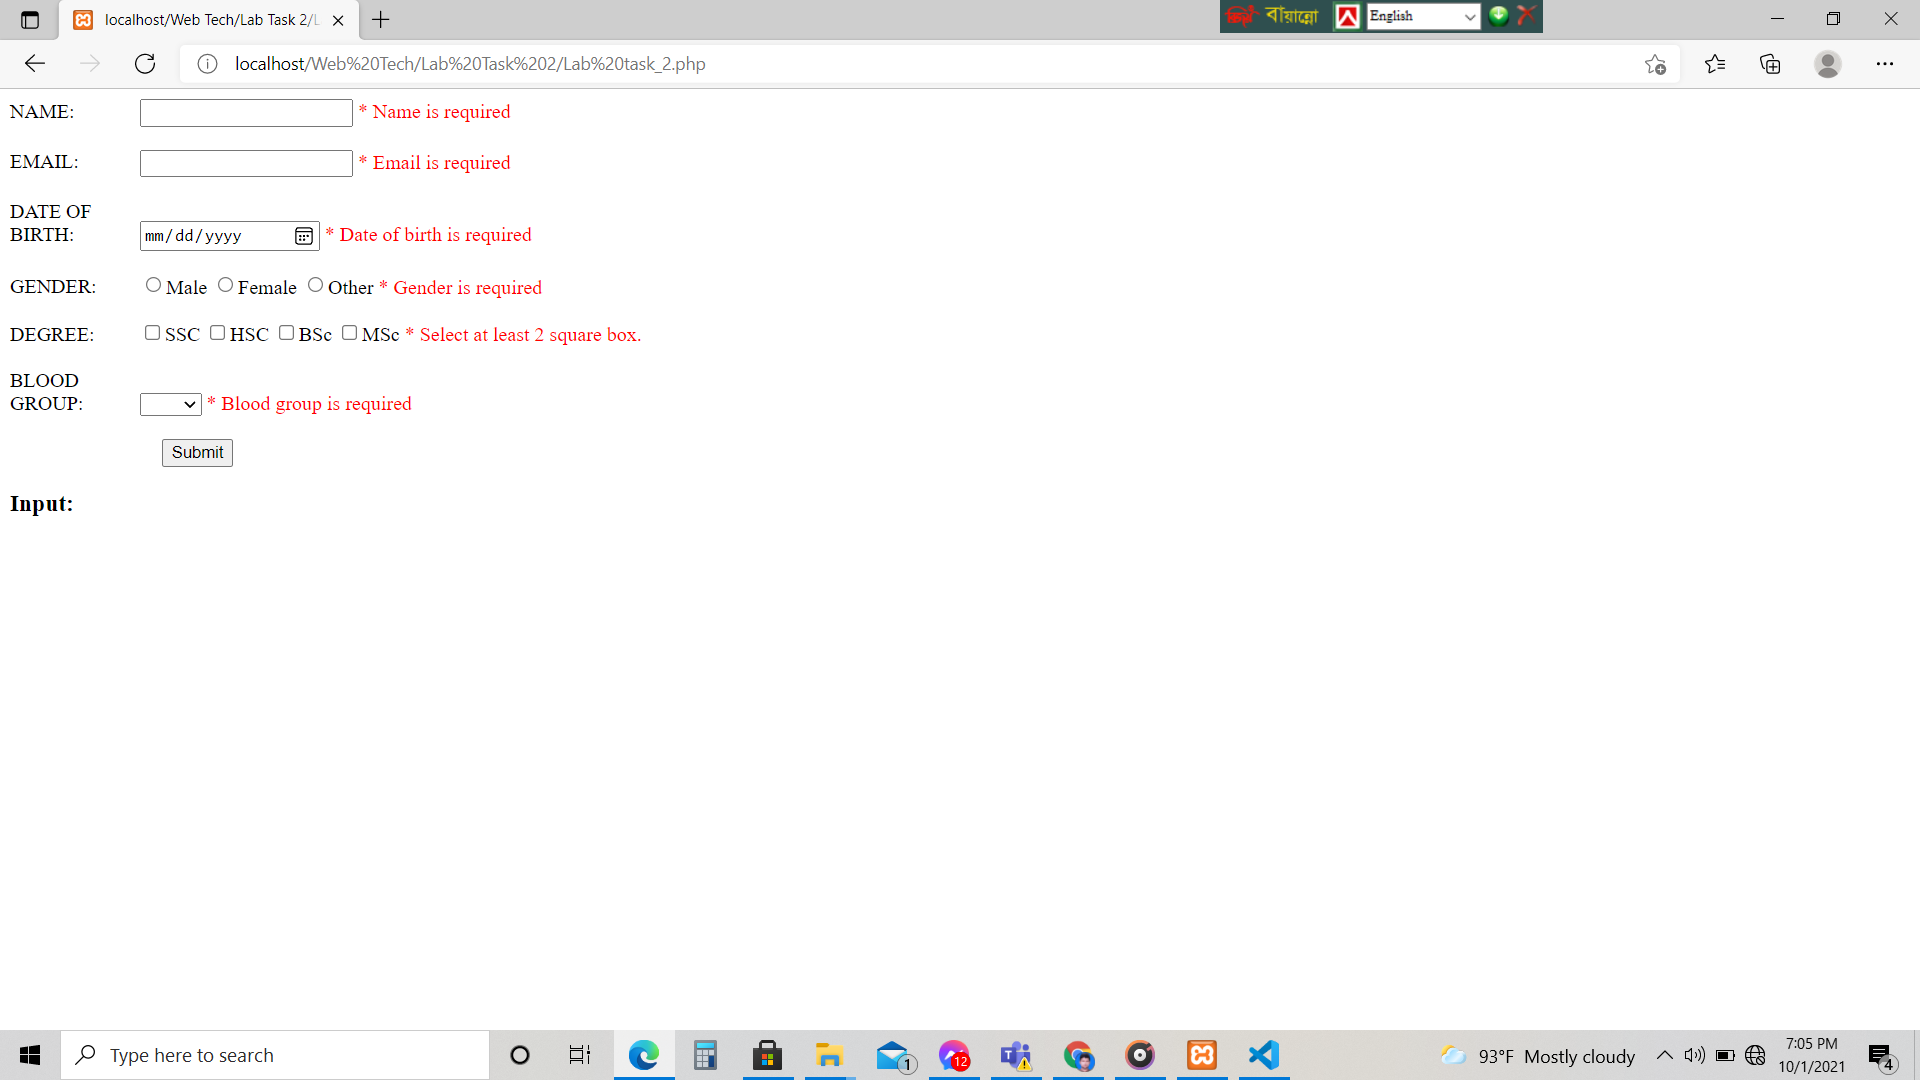 localhost/Web Tech/Lab Task 2/L
বায়ান্নো
English
localhost/Web%20Tech/Lab%20Task%202/Lab%20task_2.php
NAME: * Name is required
EMAIL: * Email is required
DATE OF
BIRTH: mm/dd/yyyy * Date of birth is required
GENDER: Male Female Other * Gender is required
DEGREE: SSC HSC BSc MSc * Select at least 2 square box.
BLOOD
GROUP: * Blood group is required
Submit
Input:
Type here to search
1
12
93°F Mostly cloudy
7:05 PM
10/1/2021
4